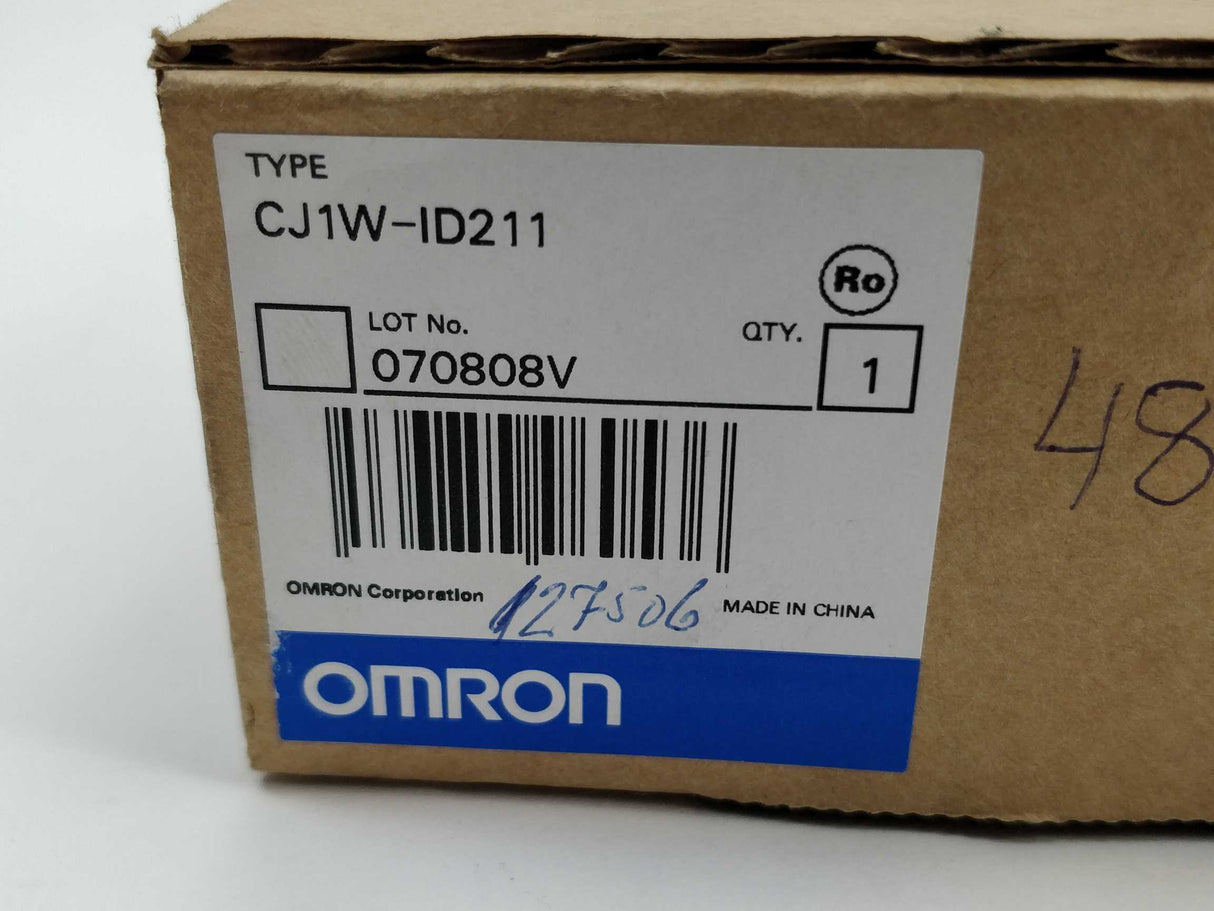 TYPE
CJ1W-ID211
Ro
LOT No. QTY.
070808V 1
48
OMRON Corporation 127506 MADE IN CHINA
OMRON